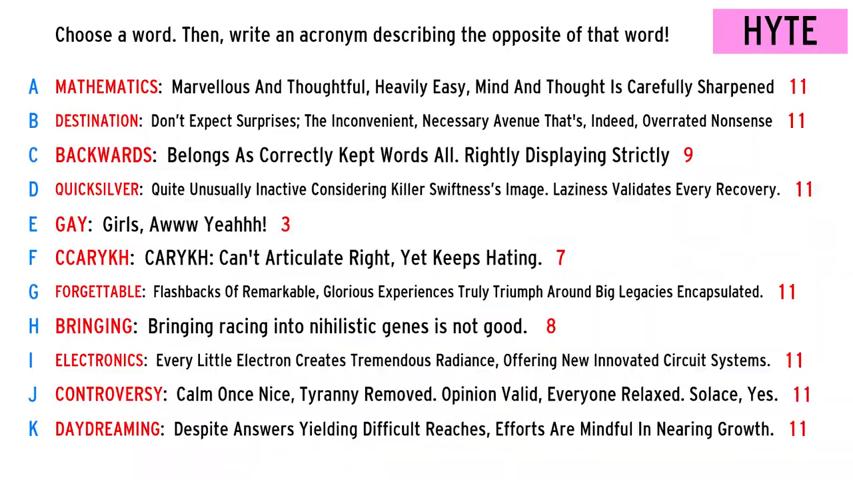 Choose a word. Then, write an acronym describing the opposite of that word!
HYTE
A MATHEMATICS: Marvellous And Thoughtful, Heavily Easy, Mind And Thought Is Carefully Sharpened 11
B DESTINATION: Don't Expect Surprises; The Inconvenient, Necessary Avenue That's, Indeed, Overrated Nonsense 11
C BACKWARDS: Belongs As Correctly Kept Words All. Rightly Displaying Strictly 9
D QUICKSILVER: Quite Unusually Inactive Considering Killer Swiftness's Image. Laziness Validates Every Recovery. 11
E GAY: Girls, Awww Yeahhh! 3
F CCARYKH: CARYKH: Can't Articulate Right, Yet Keeps Hating. 7
G FORGETTABLE: Flashbacks Of Remarkable, Glorious Experiences Truly Triumph Around Big Legacies Encapsulated. 11
H BRINGING: Bringing racing into nihilistic genes is not good. 8
I ELECTRONICS: Every Little Electron Creates Tremendous Radiance, Offering New Innovated Circuit Systems. 11
J CONTROVERSY: Calm Once Nice, Tyranny Removed. Opinion Valid, Everyone Relaxed. Solace, Yes. 11
K DAYDREAMING: Despite Answers Yielding Difficult Reaches, Efforts Are Mindful In Nearing Growth. 11